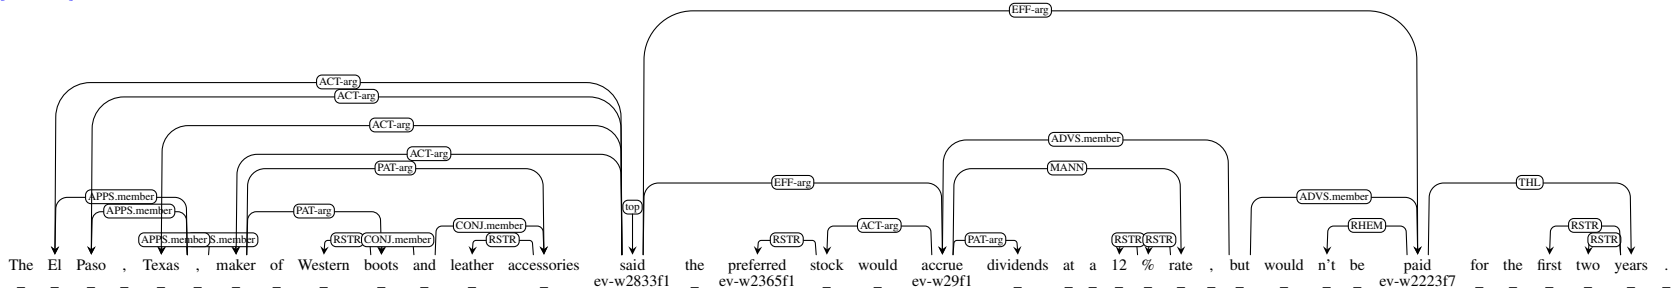 EFF-arg
ACT-arg
ACT-arg
ACT-arg
ADVS.member
ACT-arg
PAT-arg MANN
EFF-arg THL
APPS.member ADVS.member
top
APPS.member PAT-arg
CONJ.member ACT-arg RHEM RSTR
APPS.member S.member RSTR CONJ.member RSTR RSTR PAT-arg RSTR RSTR RSTR
The El Paso , Texas , maker of Western boots and leather accessories said the preferred stock would accrue dividends at a 12 % rate , but would n't be paid for the first two years .
_ _ _ _ _ _ _ _ _ _ _ _ _ ev-w2833f1 _ ev-w2365f1 _ _ ev-w29f1 _ _ _ _ _ _ _ _ _ _ _ ev-w2223f7 _ _ _ _ _ _